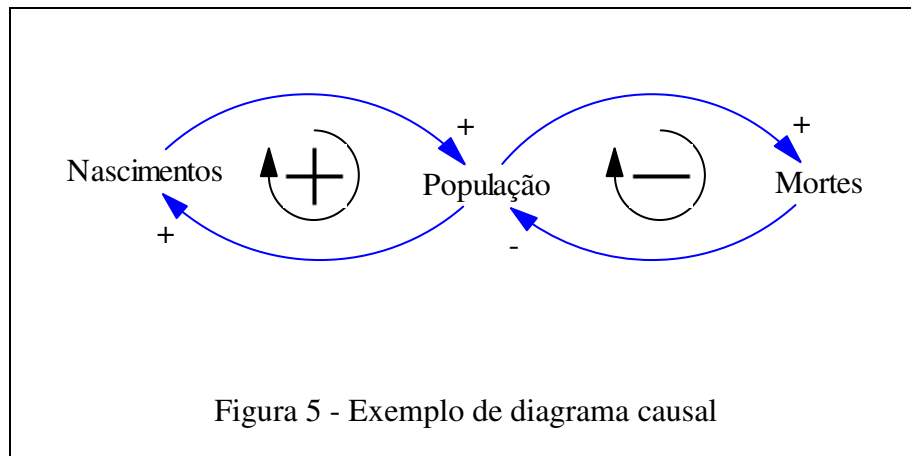 +
+
Nascimentos
+
População
−
Mortes
+
-
Figura 5 - Exemplo de diagrama causal